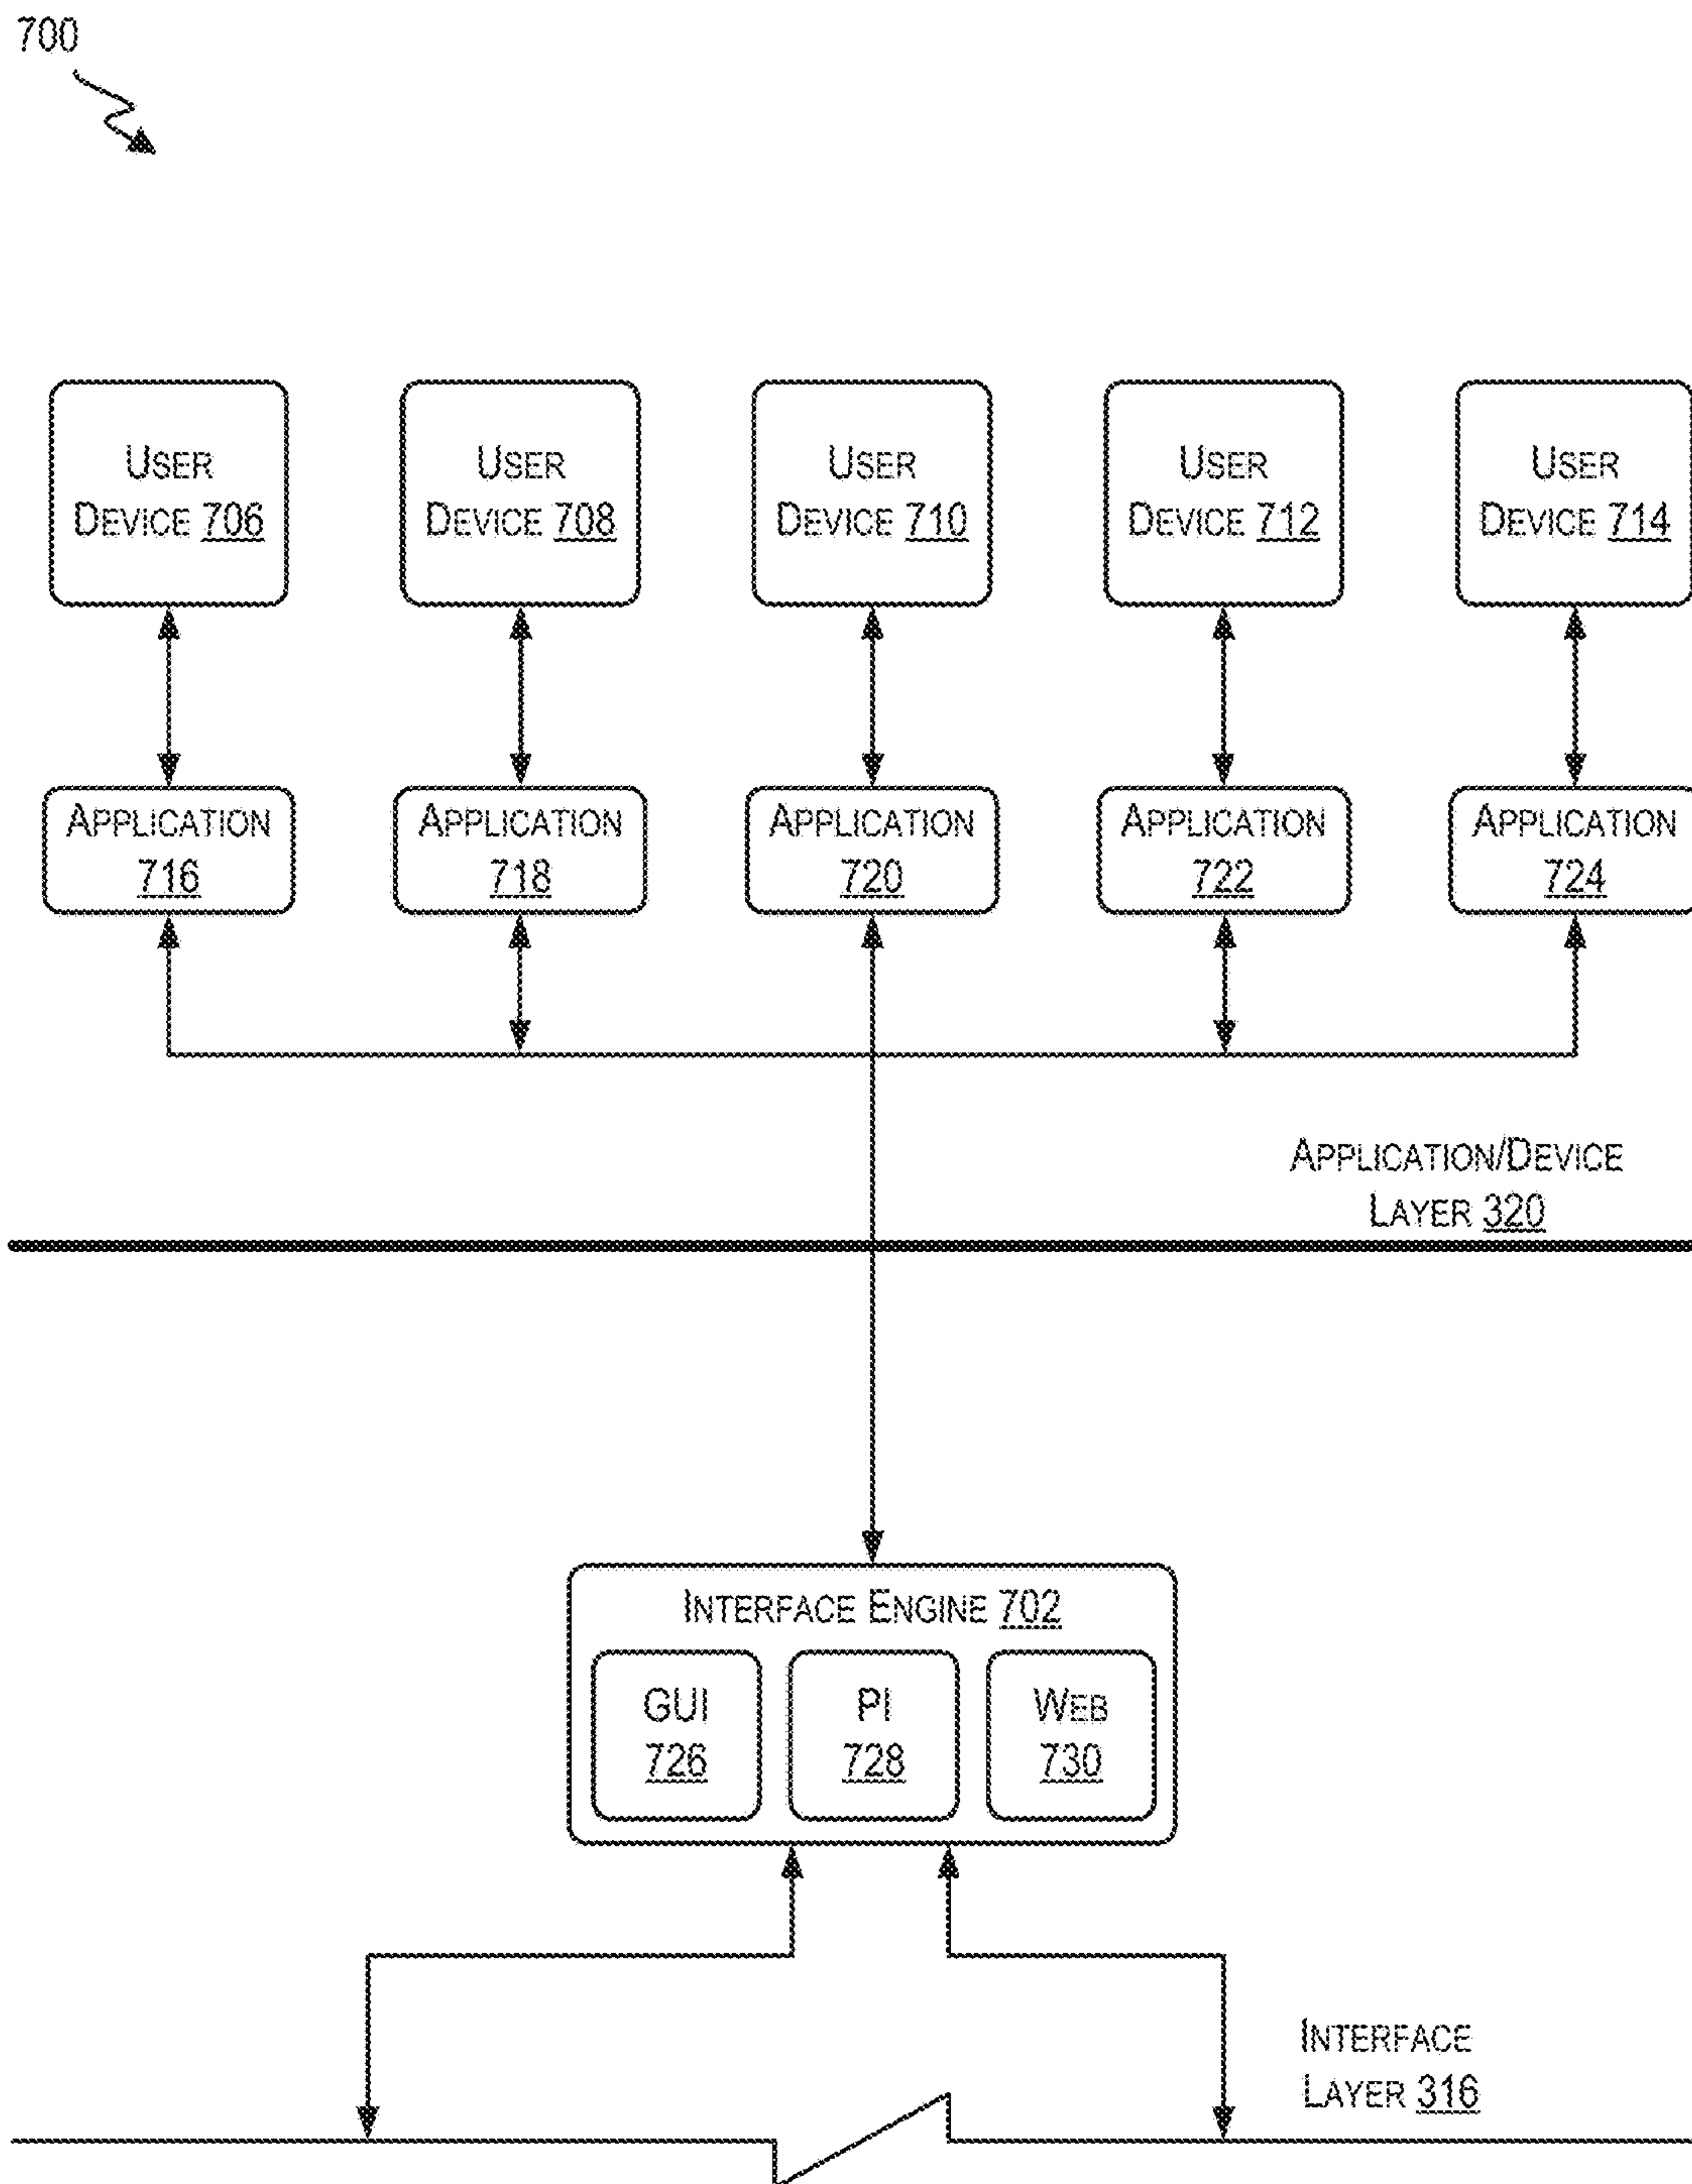 700
USER
DEVICE 706
USER
DEVICE 708
USER
DEVICE 710
USER
DEVICE 712
USER
DEVICE 714
APPLICATION
716
APPLICATION
718
APPLICATION
720
APPLICATION
722
APPLICATION
724
APPLICATION/DEVICE
LAYER 320
INTERFACE ENGINE 702
GUI
726
PI
728
WEB
730
INTERFACE
LAYER 316